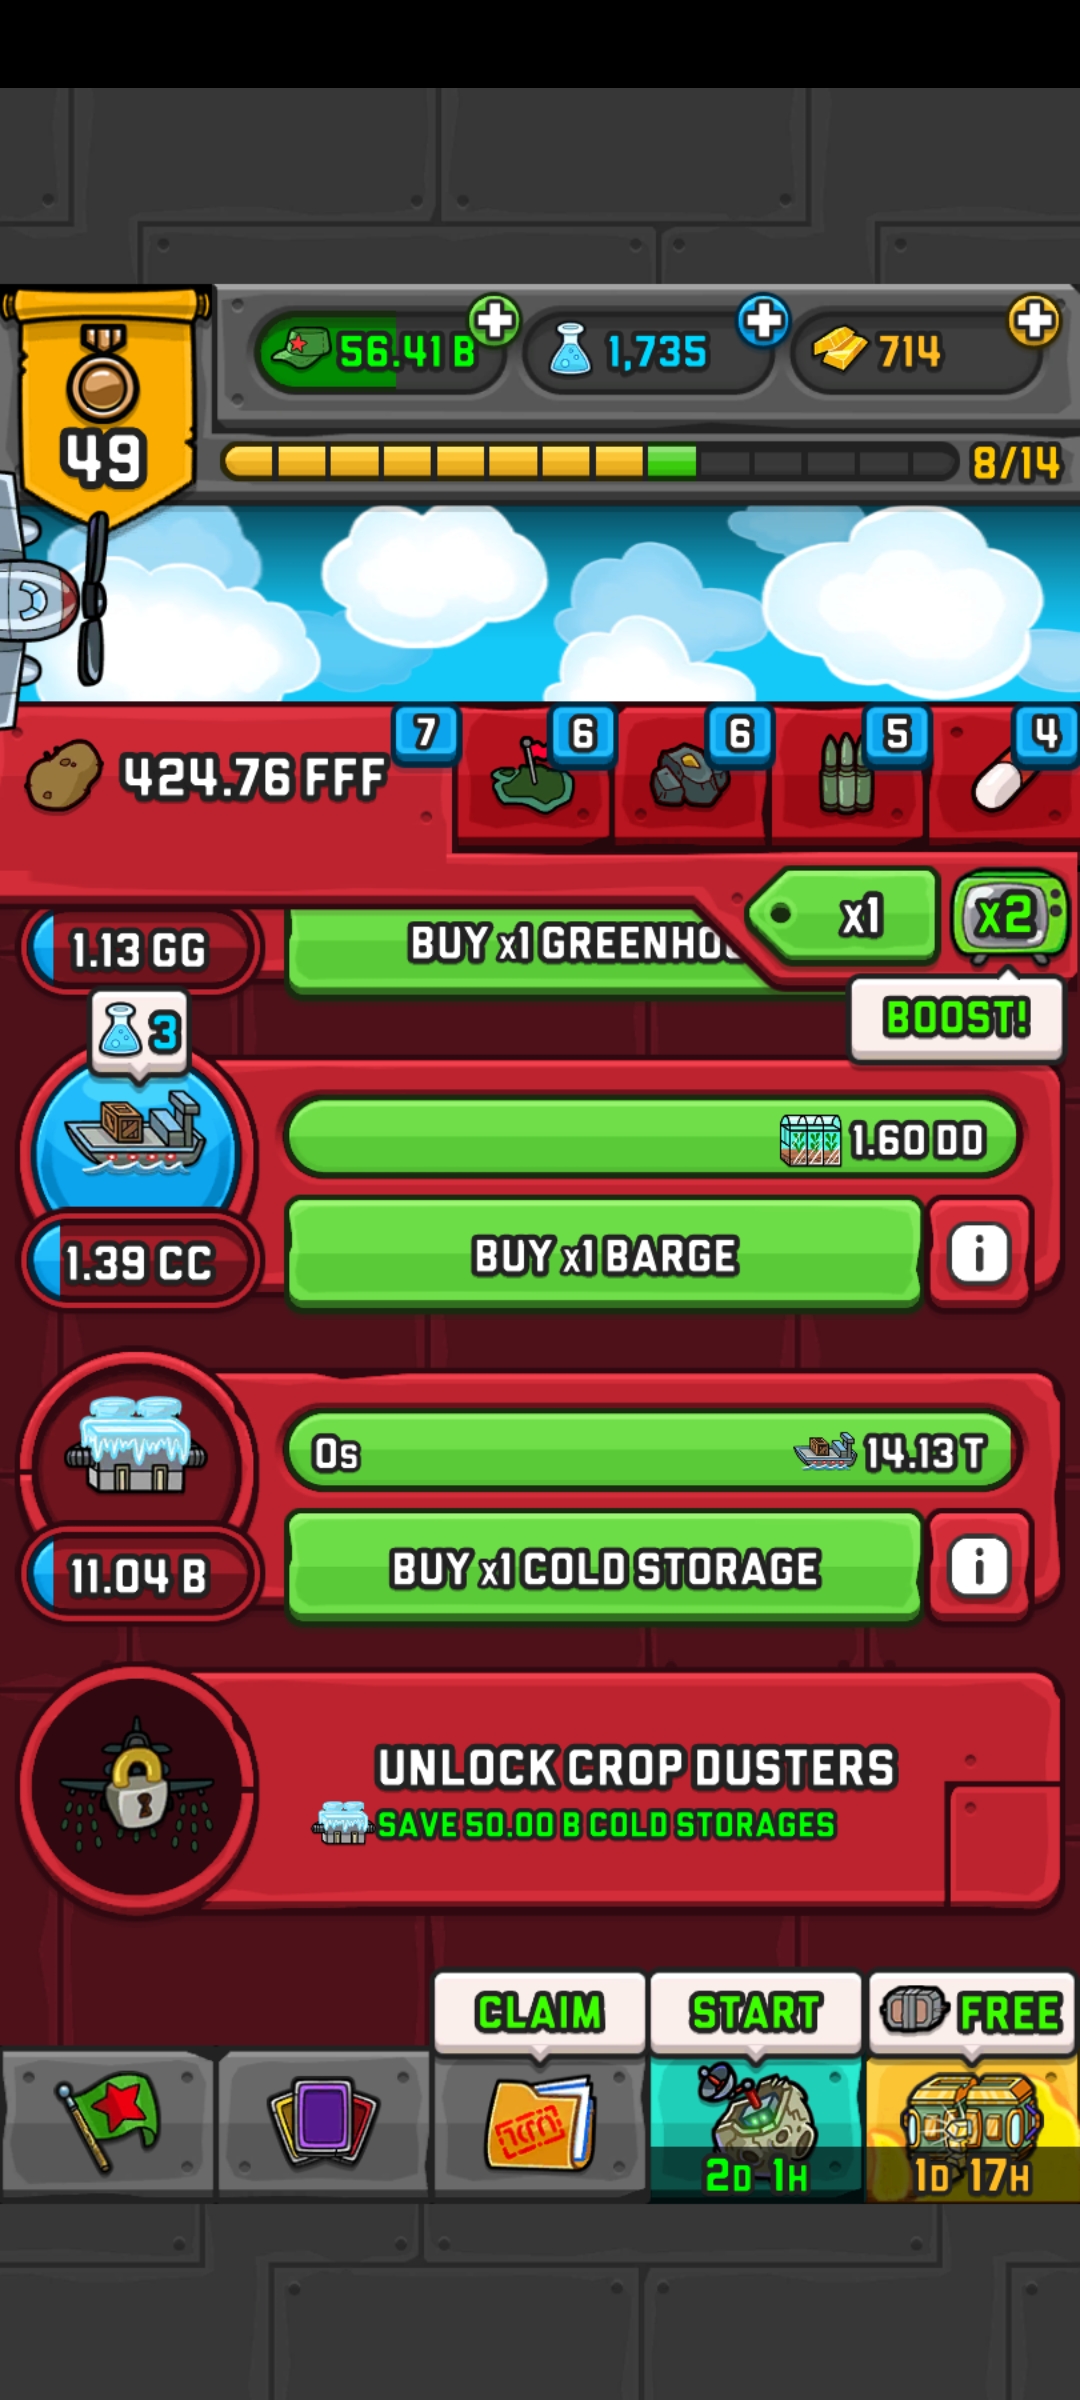 56.41 B
1,735
714
49
8/14
424.76 FFF
7
6
6
5
4
x1
x2
BOOST!
1.13 GG
BUY x1 GREENHOU
3
1.60 DD
1.39 CC
BUY x1 BARGE
i
0s
14.13 T
11.04 B
BUY x1 COLD STORAGE
i
UNLOCK CROP DUSTERS
SAVE 50.00 B COLD STORAGES
CLAIM
START
FREE
2D 1H
1D 17H